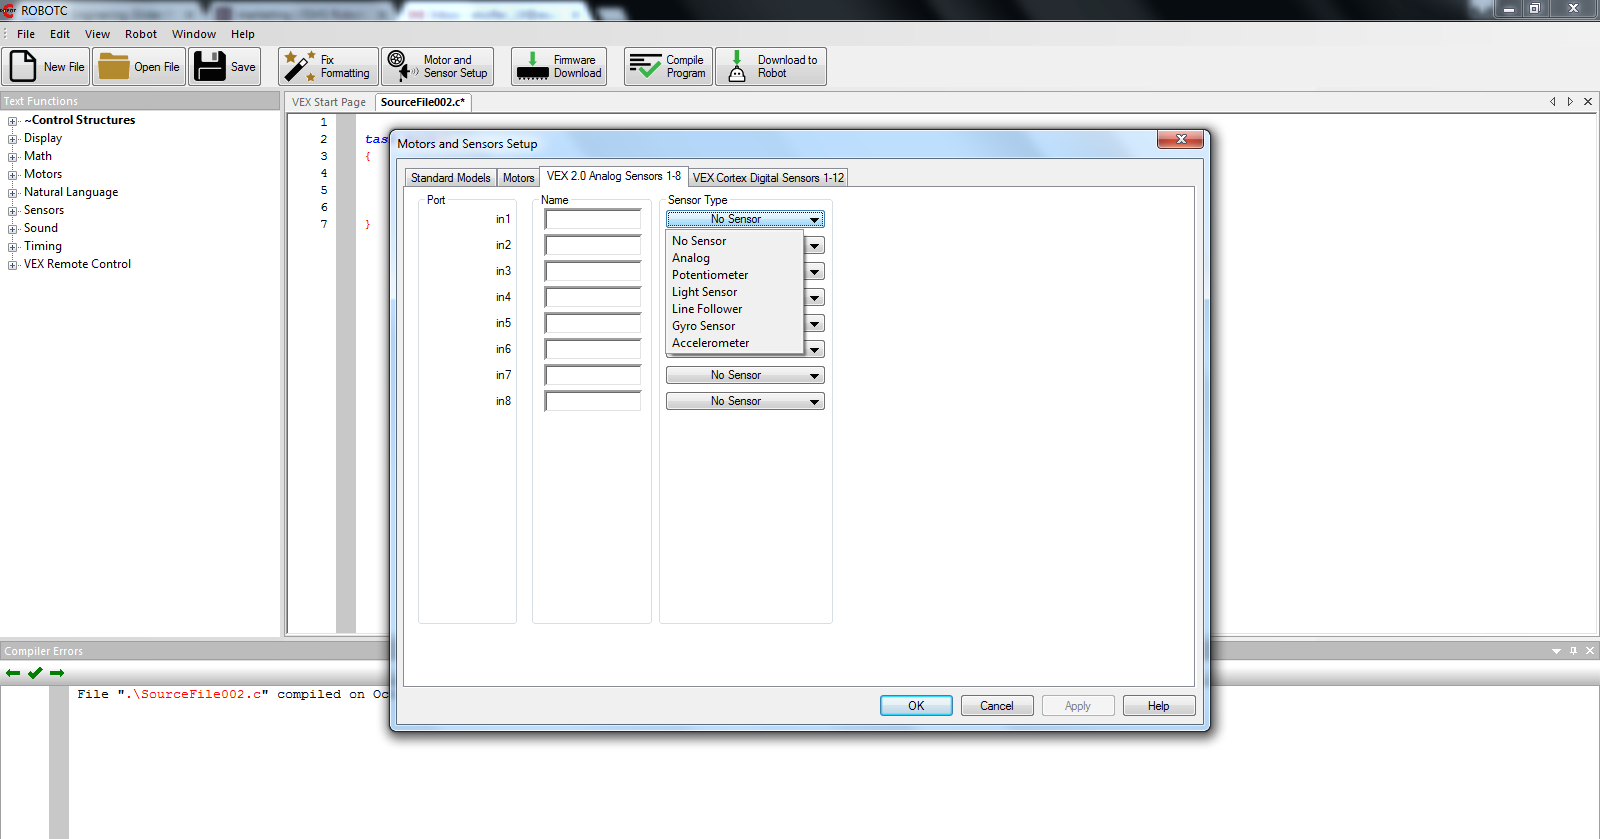 ROBOTC
File Edit View Robot Window Help
New File Open File Save Fix Formatting Motor and Sensor Setup Firmware Download Compile Program Download to Robot
Text Functions
~Control Structures
Display
Math
Motors
Natural Language
Sensors
Sound
Timing
VEX Remote Control
VEX Start Page SourceFile002.c*
1
2 tas
3 {
4
5
6
7 }
Motors and Sensors Setup
Standard Models Motors VEX 2.0 Analog Sensors 1-8 VEX Cortex Digital Sensors 1-12
Port Name Sensor Type
in1 No Sensor
in2
in3
in4
in5
in6
in7 No Sensor
in8 No Sensor
No Sensor
Analog
Potentiometer
Light Sensor
Line Follower
Gyro Sensor
Accelerometer
OK Cancel Apply Help
Compiler Errors
File ".\SourceFile002.c" compiled on Oc